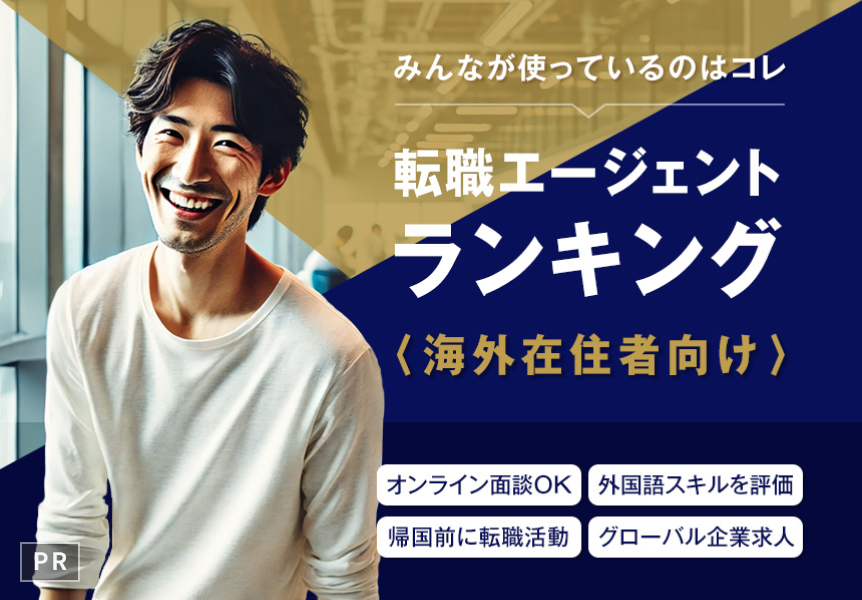 みんなが使っているのはコレ
転職エージェント
ランキング
〈海外在住者向け〉
オンライン面談OK
外国語スキルを評価
帰国前に転職活動
グローバル企業求人
PR